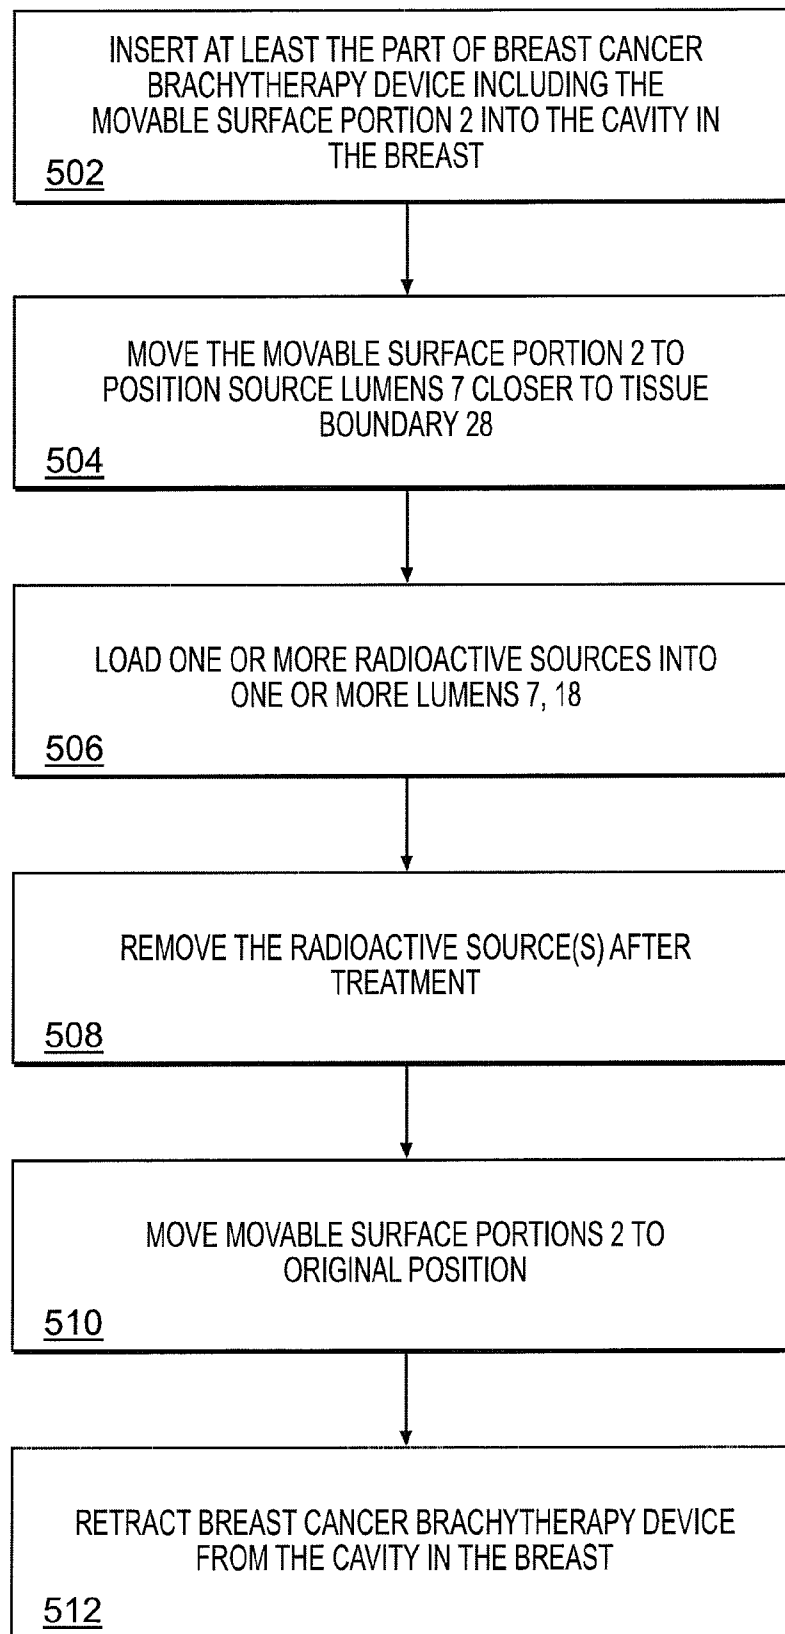 INSERT AT LEAST THE PART OF BREAST CANCER
BRACHYTHERAPY DEVICE INCLUDING THE
MOVABLE SURFACE PORTION 2 INTO THE CAVITY IN
THE BREAST
502
MOVE THE MOVABLE SURFACE PORTION 2 TO
POSITION SOURCE LUMENS 7 CLOSER TO TISSUE
BOUNDARY 28
504
LOAD ONE OR MORE RADIOACTIVE SOURCES INTO
ONE OR MORE LUMENS 7, 18
506
REMOVE THE RADIOACTIVE SOURCE(S) AFTER
TREATMENT
508
MOVE MOVABLE SURFACE PORTIONS 2 TO
ORIGINAL POSITION
510
RETRACT BREAST CANCER BRACHYTHERAPY DEVICE
FROM THE CAVITY IN THE BREAST
512